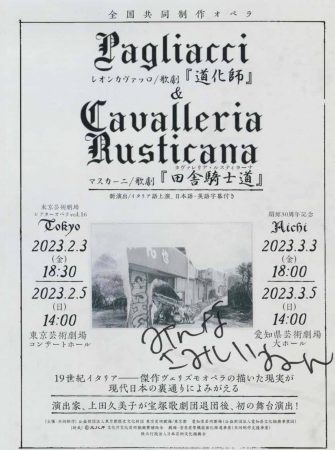 全国共同制作オペラ
Pagliacci
レオンカヴァッロ/歌劇『道化師』
&
Cavalleria
Rusticana
カヴァレリア・ルスティカーナ
マスカーニ/歌劇『田舎騎士道』
新演出/イタリア語上演、日本語・英語字幕付き
東京芸術劇場
シアターオペラvol.16
Tokyo
2023.2.3
(金)
18:30
2023.2.5
(日)
14:00
東京芸術劇場
コンサートホール
開館30周年記念
Aichi
2023.3.3
(金)
18:00
2023.3.5
(日)
14:00
愛知県芸術劇場
大ホール
19世紀イタリア——傑作ヴェリズモオペラの描いた現実が
現代日本の裏通りによみがえる
演出家、上田久美子が宝塚歌劇団退団後、初の舞台演出!